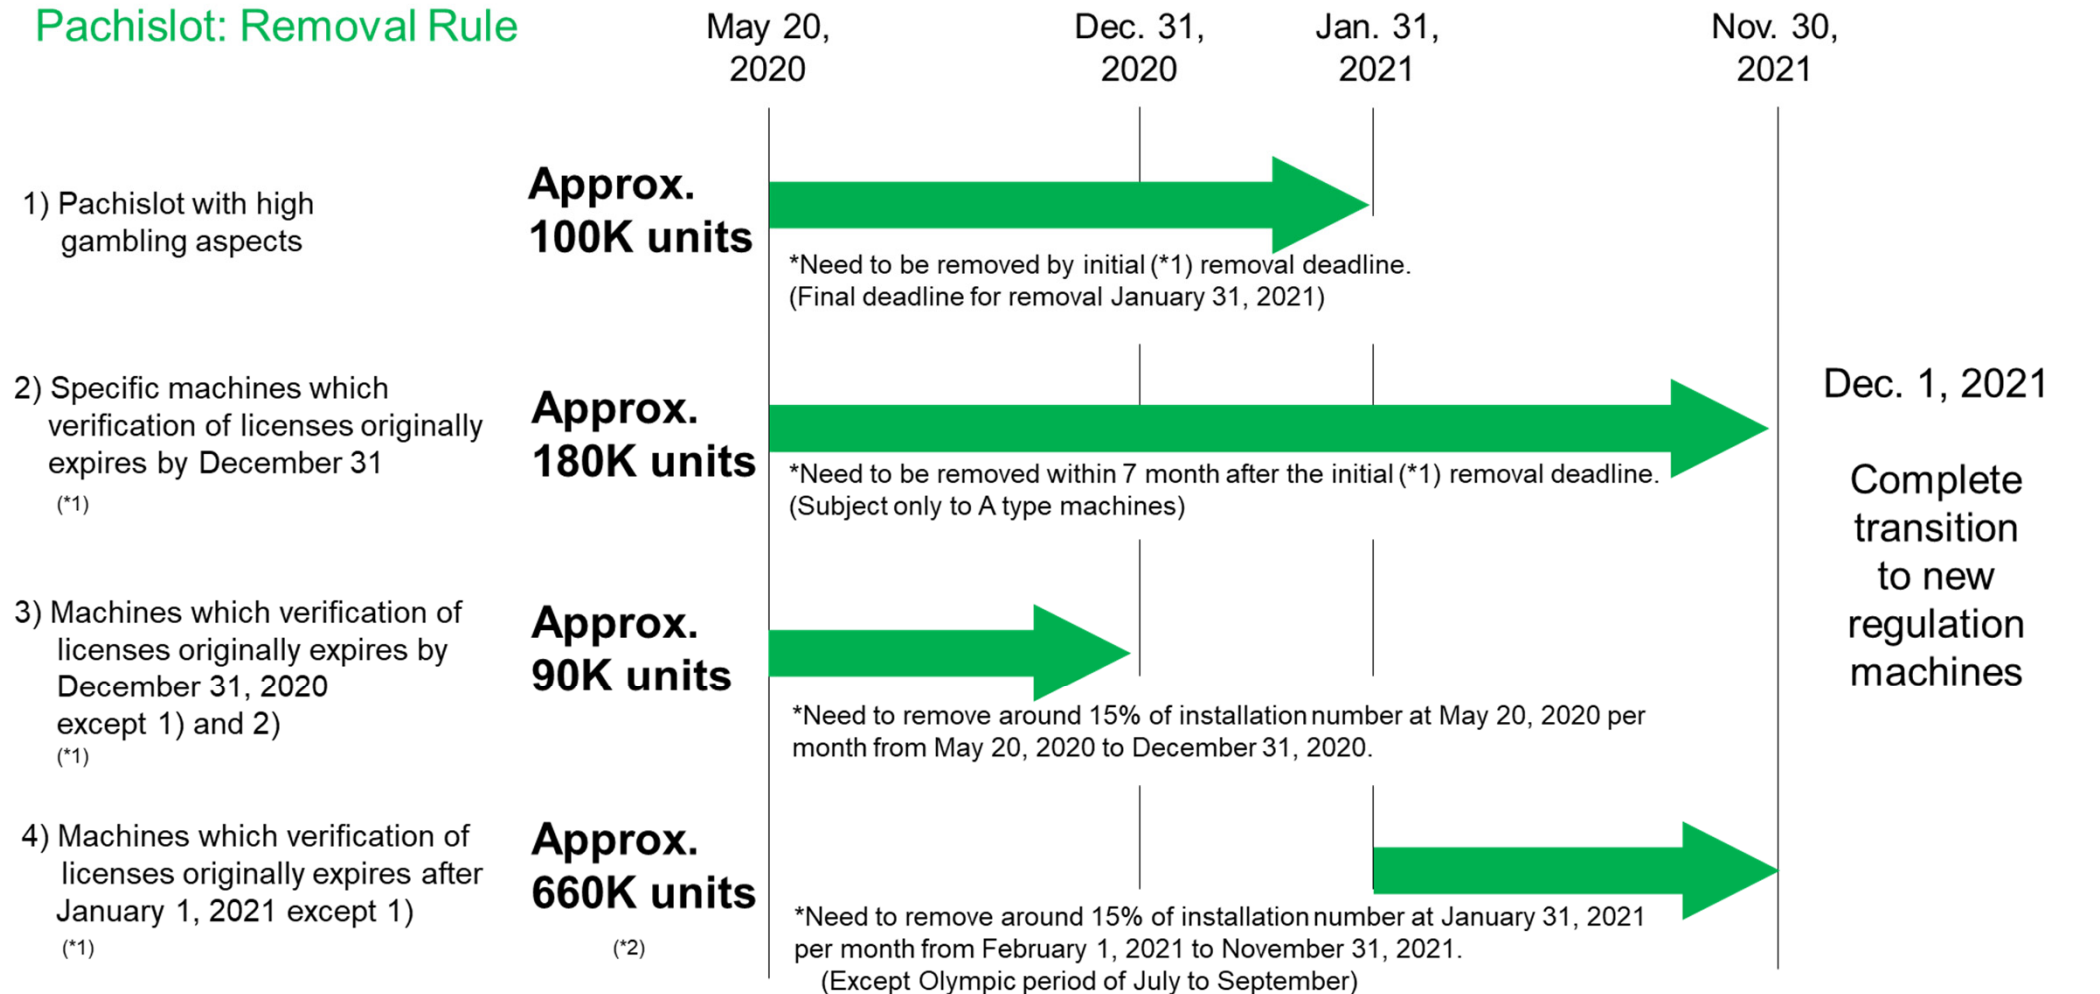 Pachislot: Removal Rule
May 20,
2020
Dec. 31,
2020
Jan. 31,
2021
Nov. 30,
2021
1) Pachislot with high
gambling aspects
Approx.
100K units
*Need to be removed by initial (*1) removal deadline.
(Final deadline for removal January 31, 2021)
2) Specific machines which
verification of licenses originally
expires by December 31
(*1)
Approx.
180K units
*Need to be removed within 7 month after the initial (*1) removal deadline.
(Subject only to A type machines)
3) Machines which verification of
licenses originally expires by
December 31, 2020
except 1) and 2)
(*1)
Approx.
90K units
*Need to remove around 15% of installation number at May 20, 2020 per
month from May 20, 2020 to December 31, 2020.
4) Machines which verification of
licenses originally expires after
January 1, 2021 except 1)
(*1)
Approx.
660K units
(*2)
*Need to remove around 15% of installation number at January 31, 2021
per month from February 1, 2021 to November 31, 2021.
(Except Olympic period of July to September)
Dec. 1, 2021
Complete
transition
to new
regulation
machines